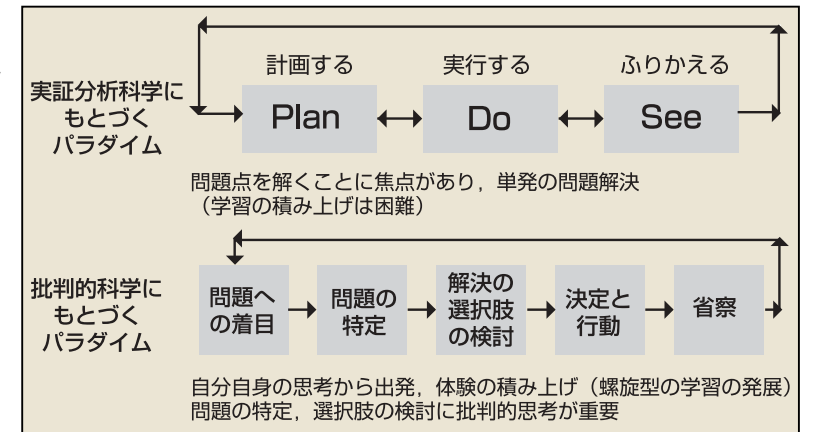 実証分析科学に
もとづく
パラダイム
計画する
実行する
ふりかえる
Plan
Do
See
問題点を解くことに焦点があり，単発の問題解決
（学習の積み上げは困難）
批判的科学に
もとづく
パラダイム
問題へ
の着目
問題の
特定
解決の
選択肢
の検討
決定と
行動
省察
自分自身の思考から出発，体験の積み上げ（螺旋型の学習の発展）
問題の特定，選択肢の検討に批判的思考が重要